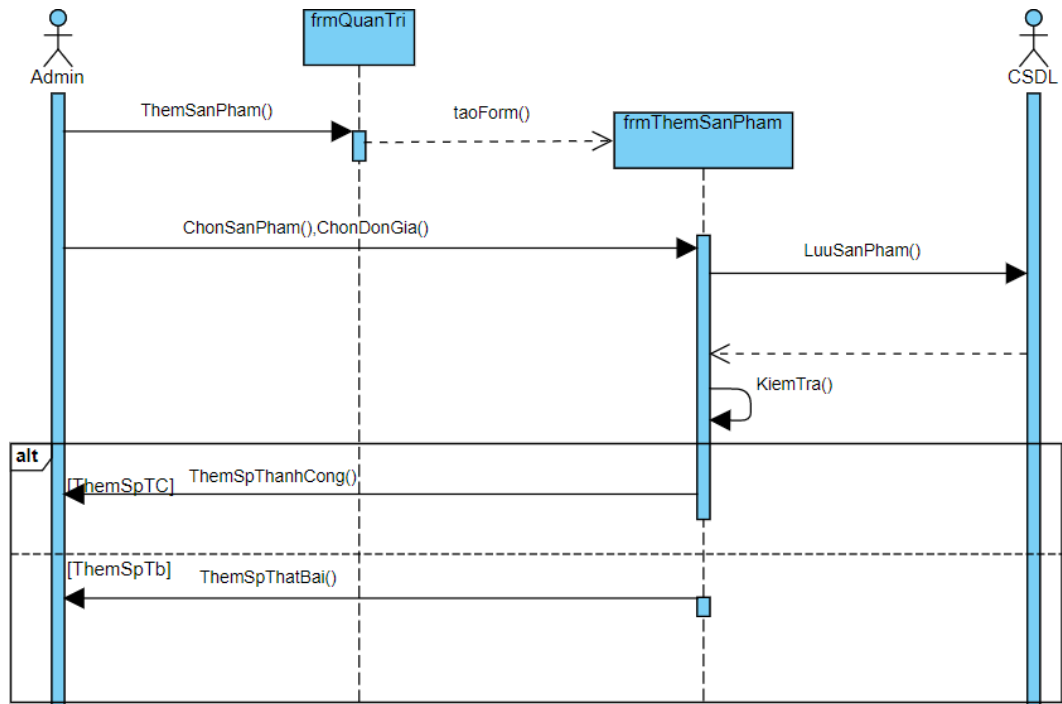 frmQuanTri
Admin
CSDL
ThemSanPham()
taoForm()
frmThemSanPham
ChonSanPham(),ChonDonGia()
LuuSanPham()
KiemTra()
alt
ThemSpThanhCong()
[ThemSpTC]
[ThemSpTb]
ThemSpThatBai()